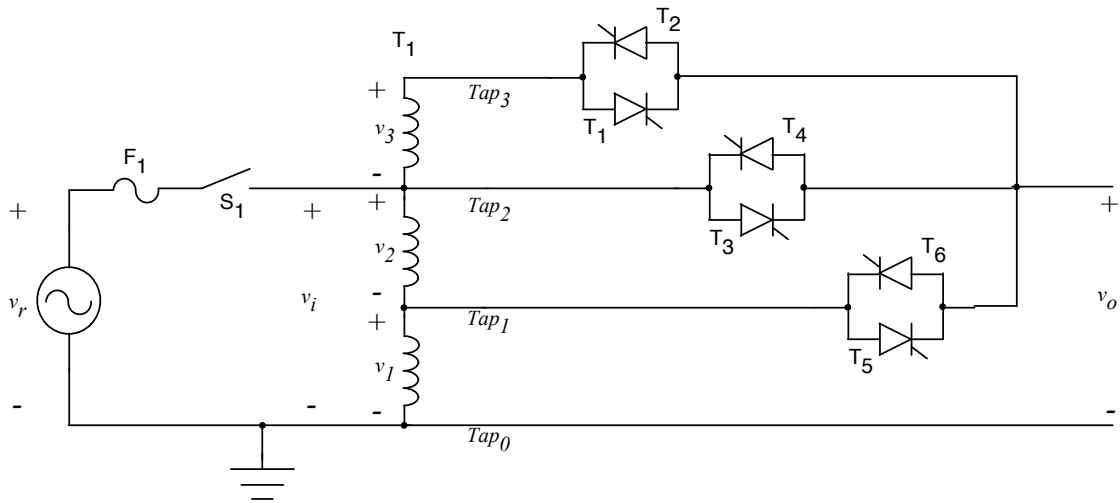 T1
T2
+
Tap3
v3
T1
T4
F1
-
S1
+
+
+
Tap2
+
v2
T3
T6
vr
vi
-
vo
+
Tap1
v1
T5
-
-
-
-
Tap0